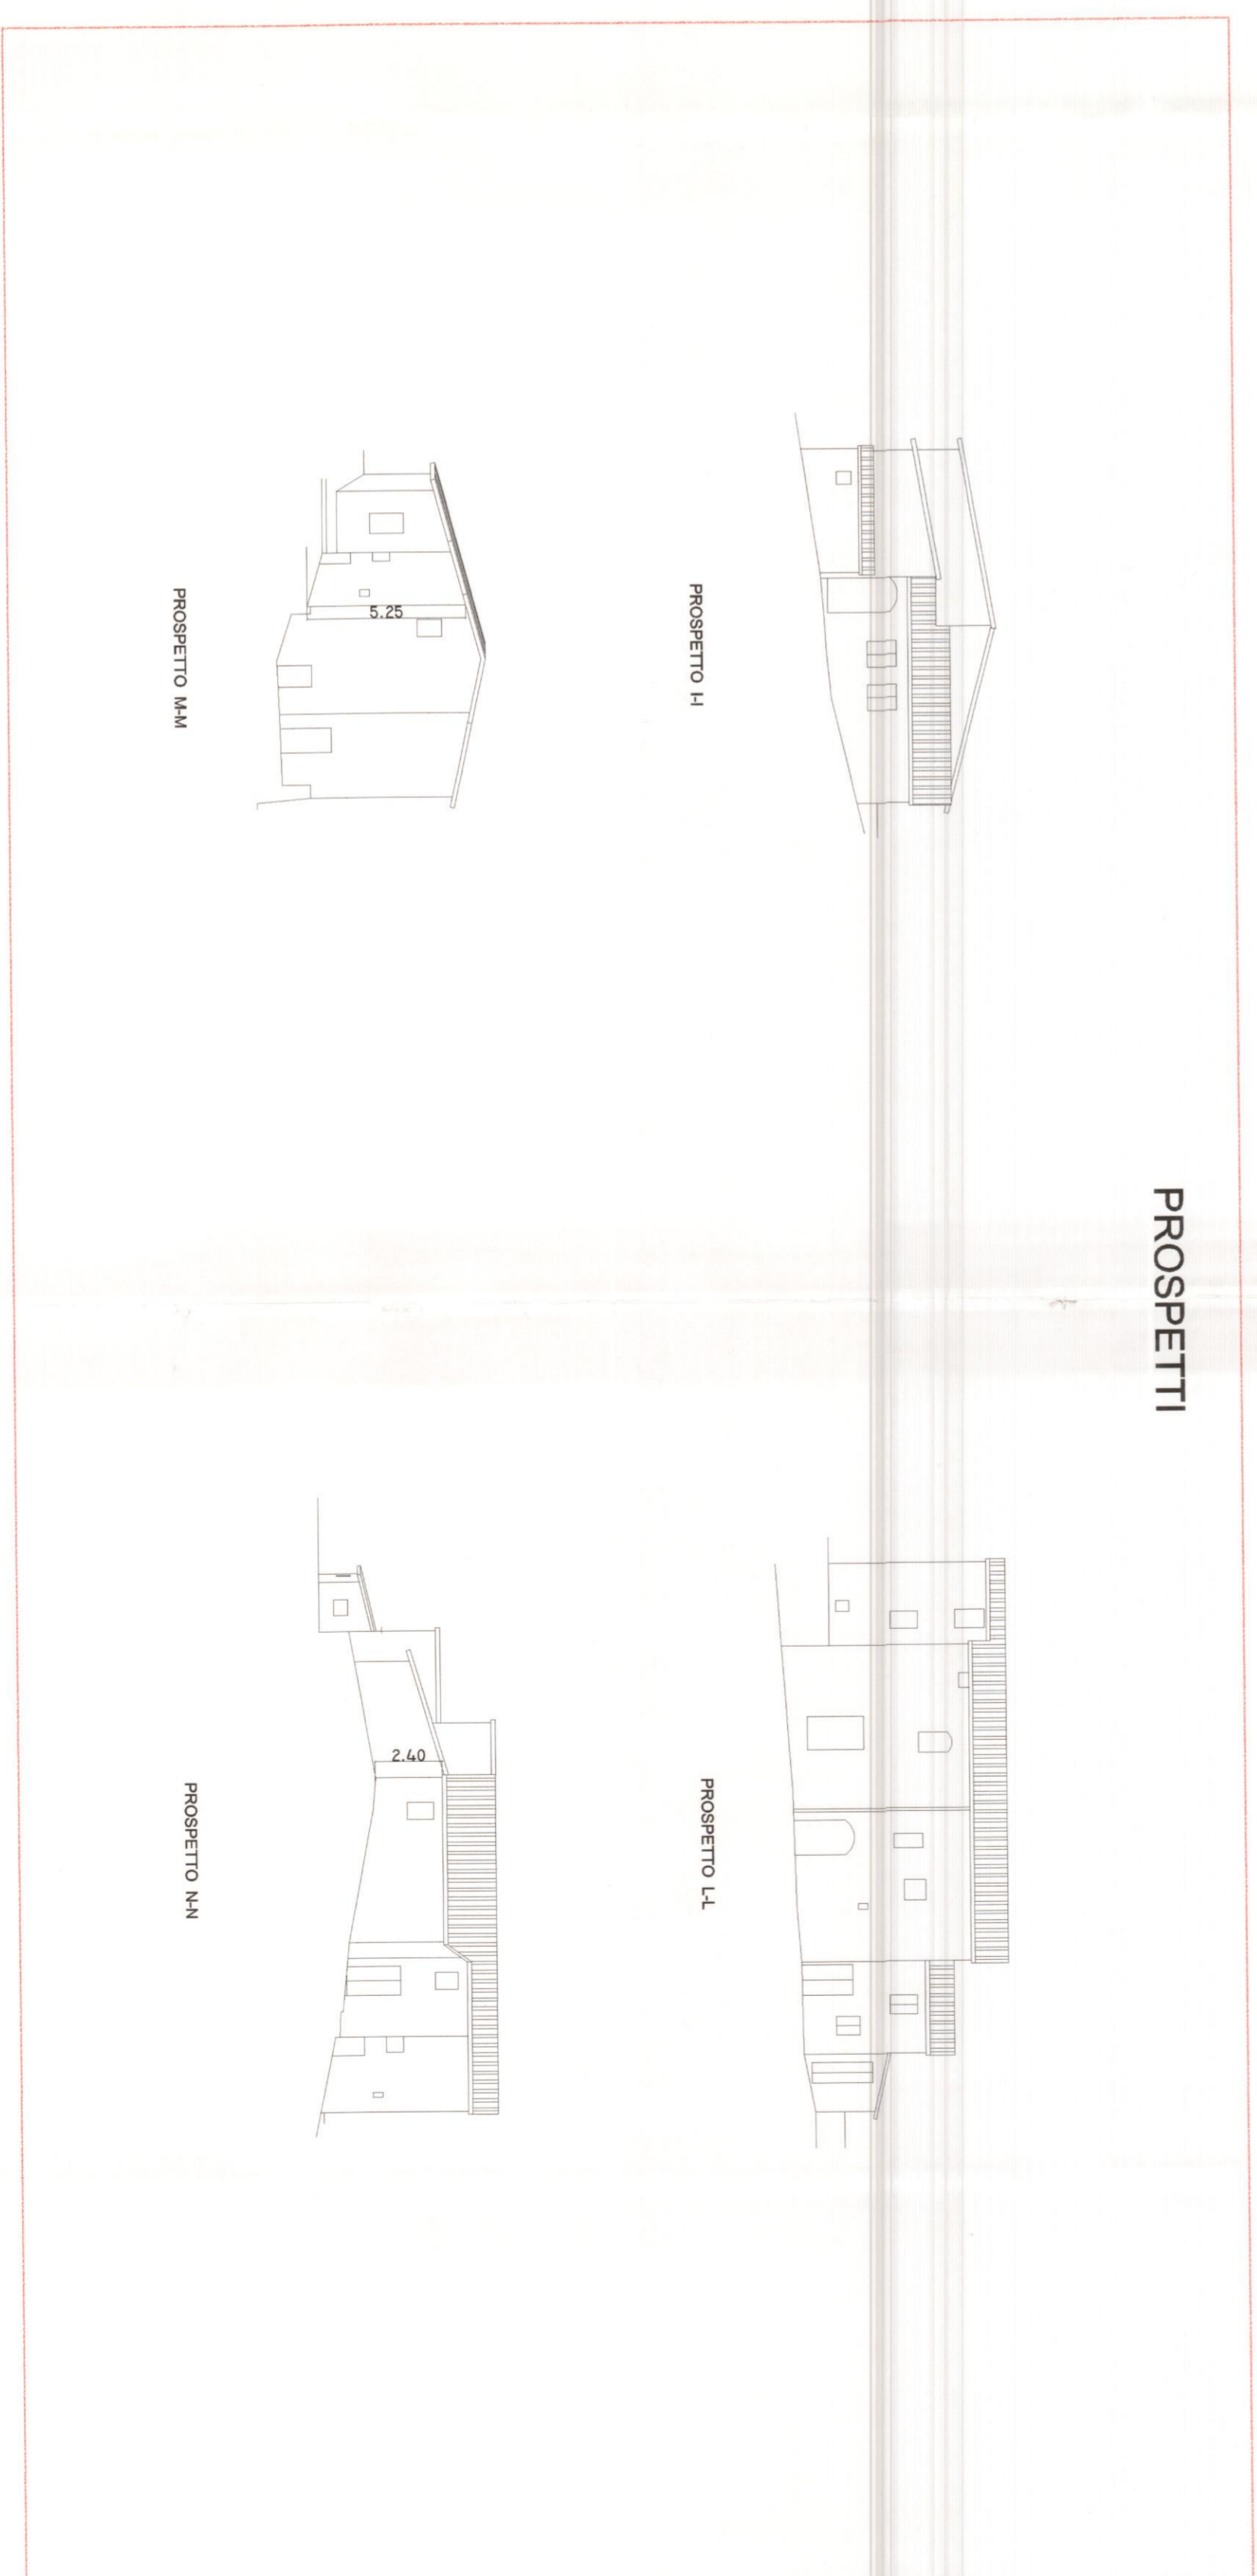 PROSPETTI
PROSPETTO I-I
PROSPETTO L-L
5.25
PROSPETTO M-M
2.40
PROSPETTO N-N